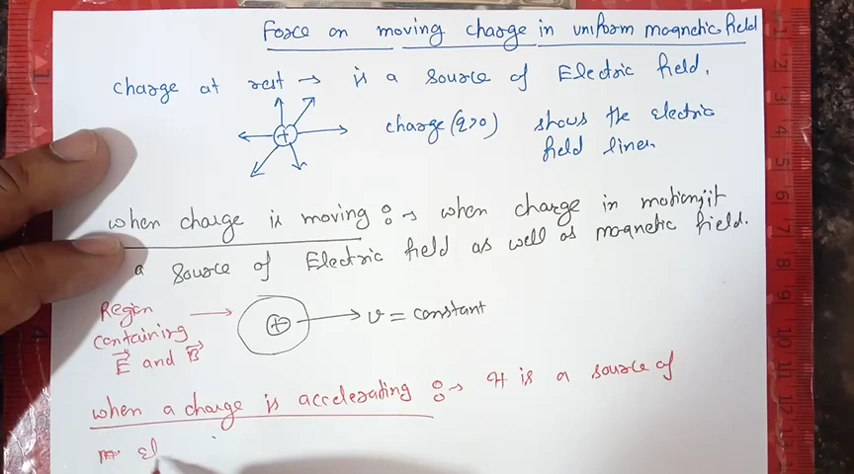 Force on moving charge in uniform magnetic field
charge at rest → is a source of Electric field.
+
charge (q>0) shows the electric
field lines
when charge is moving :→ when charge in motion, it
a source of Electric field as well as magnetic field.
Region
containing
E⃗ and B⃗
+
v = constant
when a charge is accelerating :→ It is a source of
El